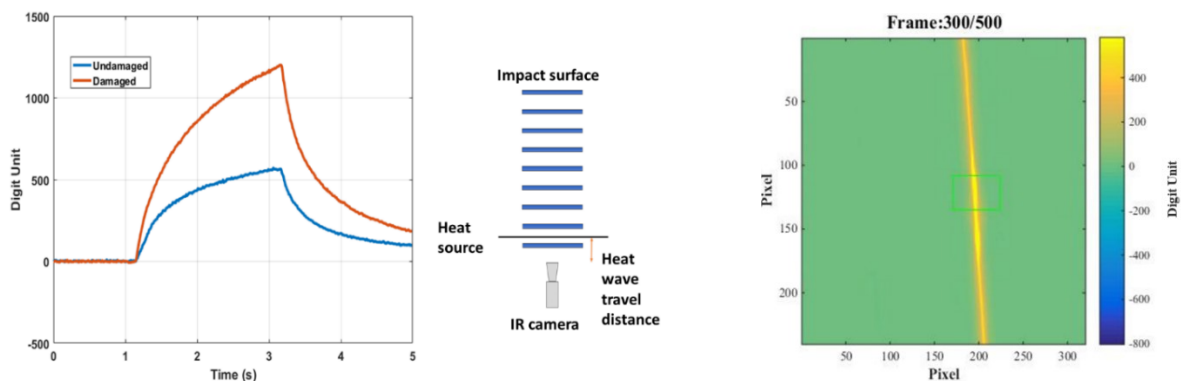 1500
1000
500
0
-500
0
1
2
3
4
5
Digit Unit
Time (s)
Undamaged
Damaged
Impact surface
Heat
source
Heat
wave
travel
distance
IR camera
Frame:300/500
50
100
150
200
50
100
150
200
250
300
Pixel
Pixel
400
200
0
-200
-400
-600
-800
Digit Unit